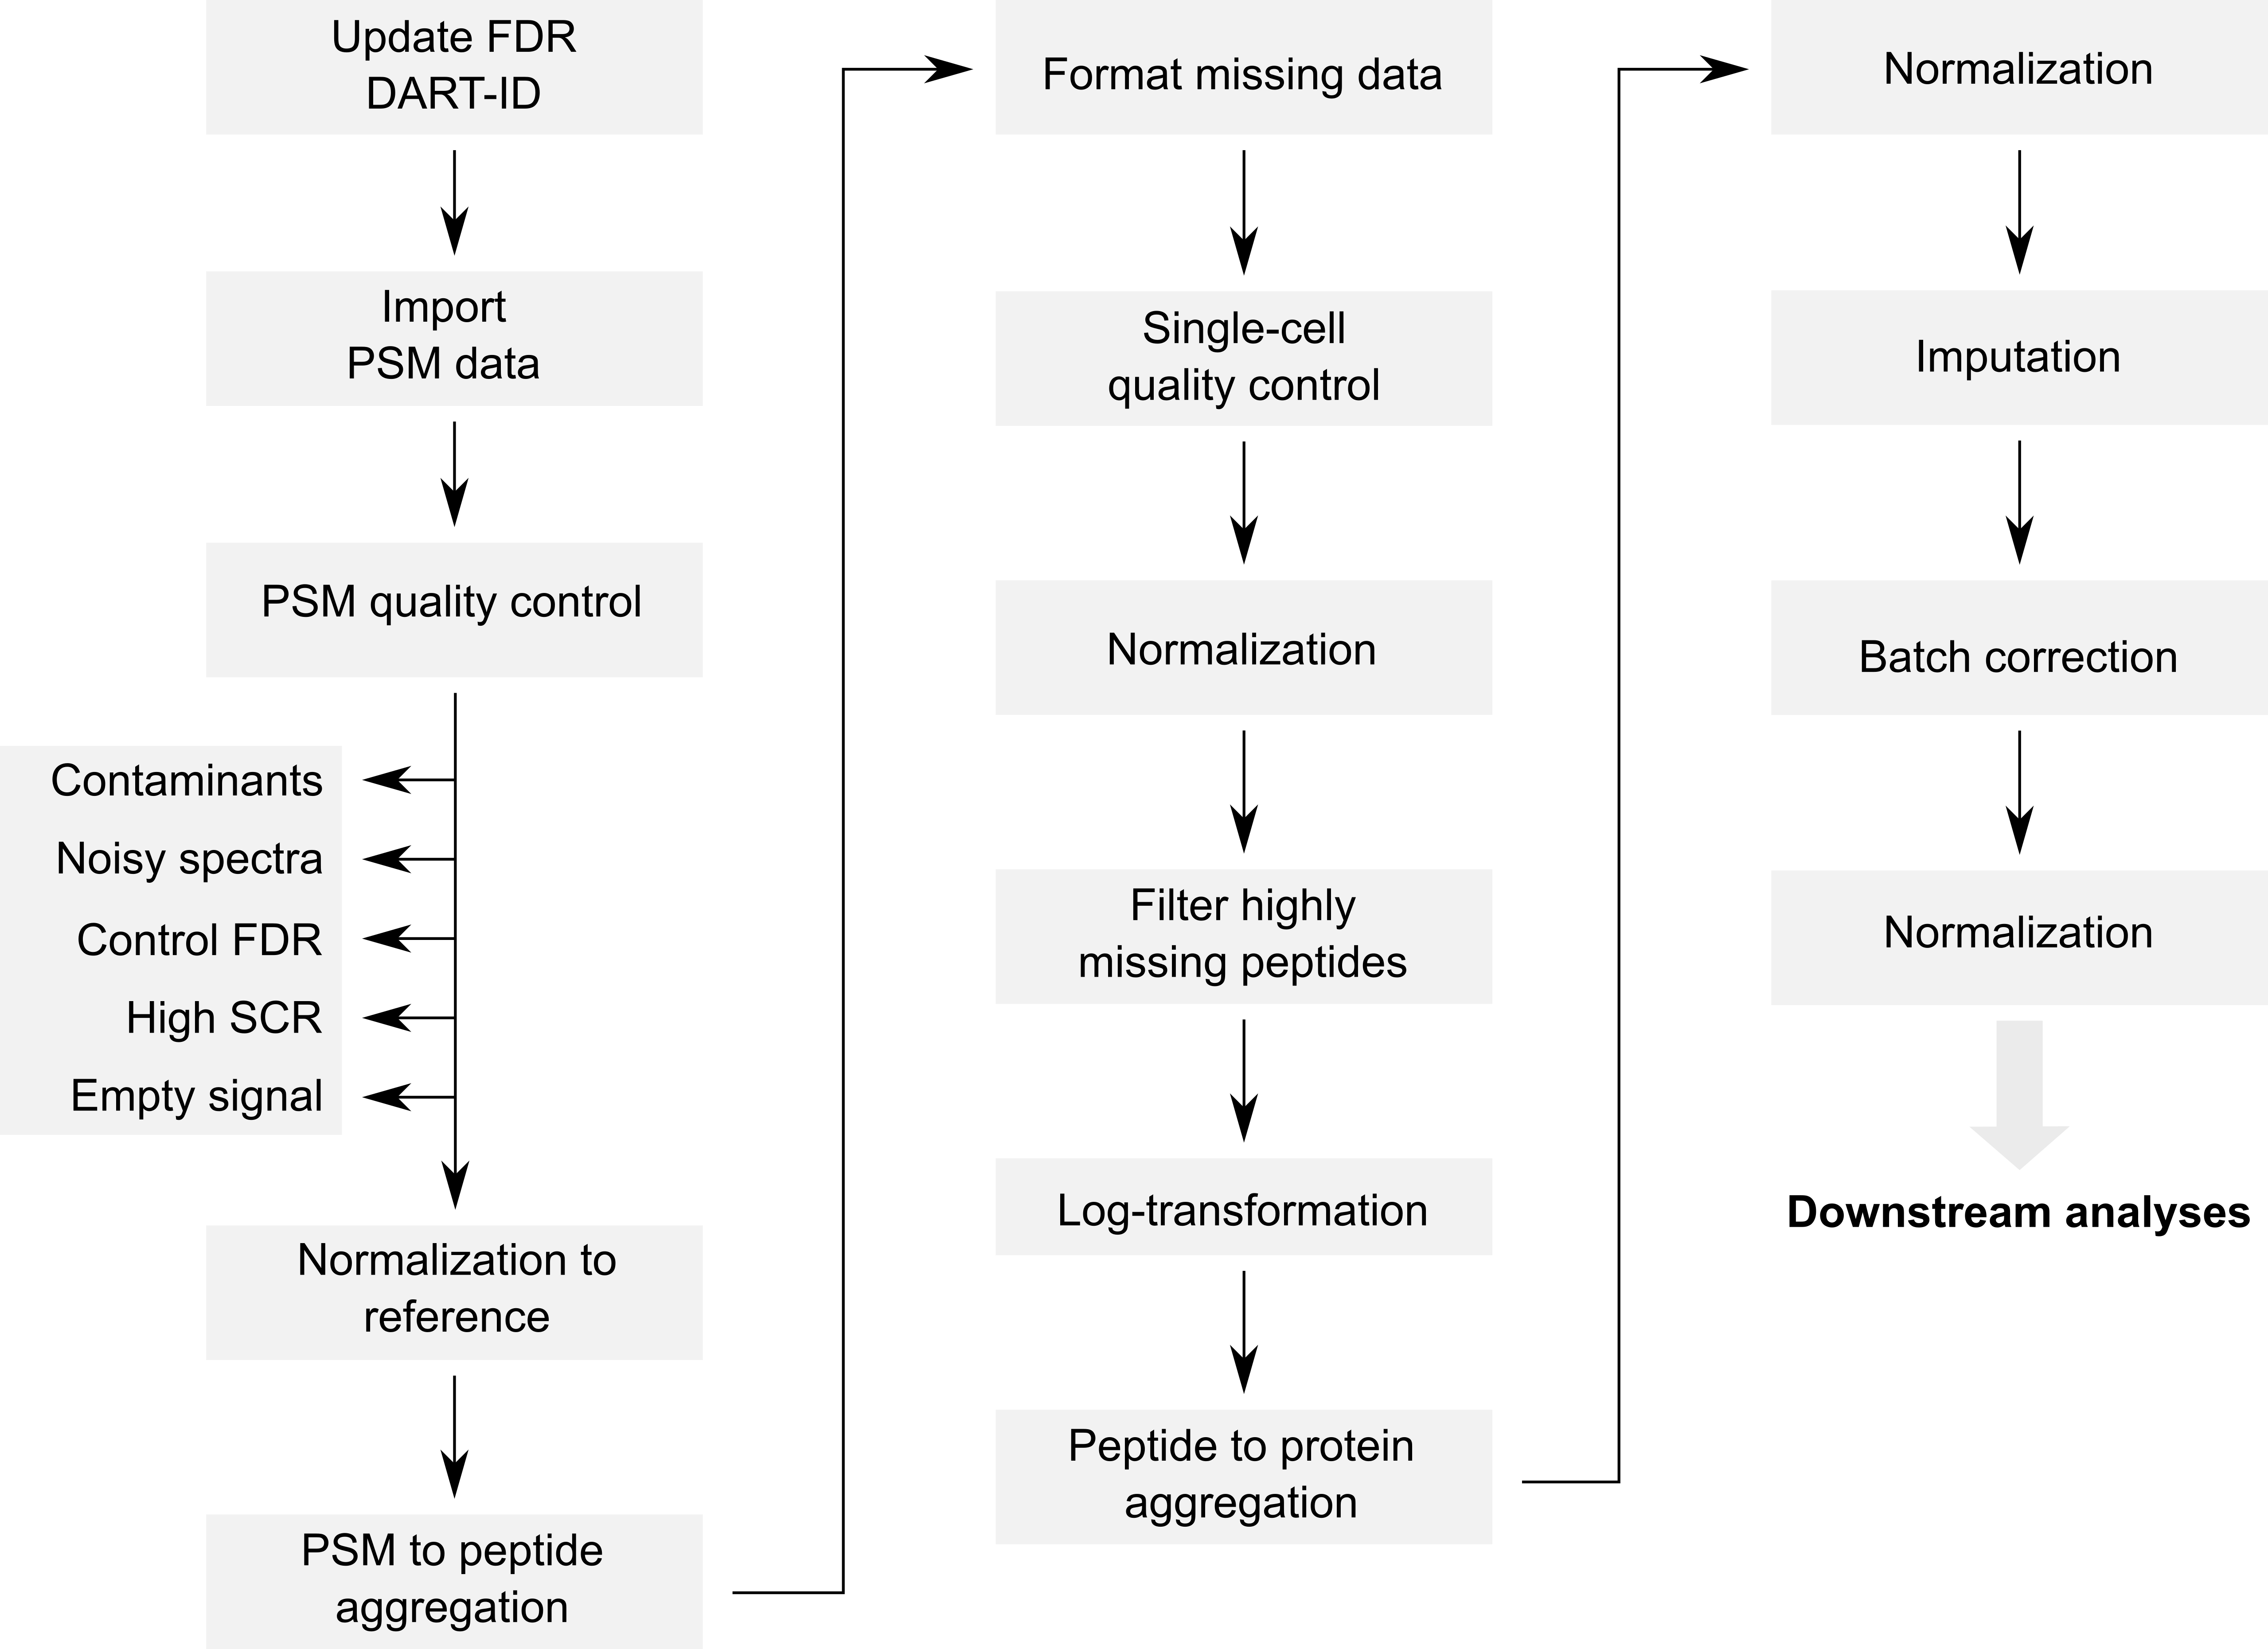 Update FDR
DART-ID
Import
PSM data
PSM quality control
Contaminants
Noisy spectra
Control FDR
High SCR
Empty signal
Normalization to
reference
PSM to peptide
aggregation
Format missing data
Single-cell
quality control
Normalization
Filter highly
missing peptides
Log-transformation
Peptide to protein
aggregation
Normalization
Imputation
Batch correction
Normalization
Downstream analyses